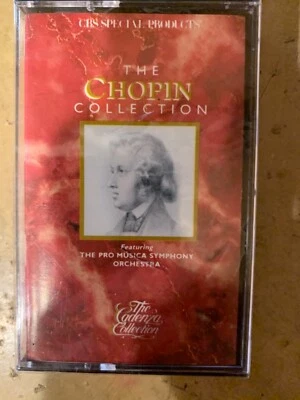 CBS SPECIAL PRODUCTS
THE
CHOPIN
COLLECTION
Featuring
THE PRO MUSICA SYMPHONY
ORCHESTRA
The
Cadenza
Collection